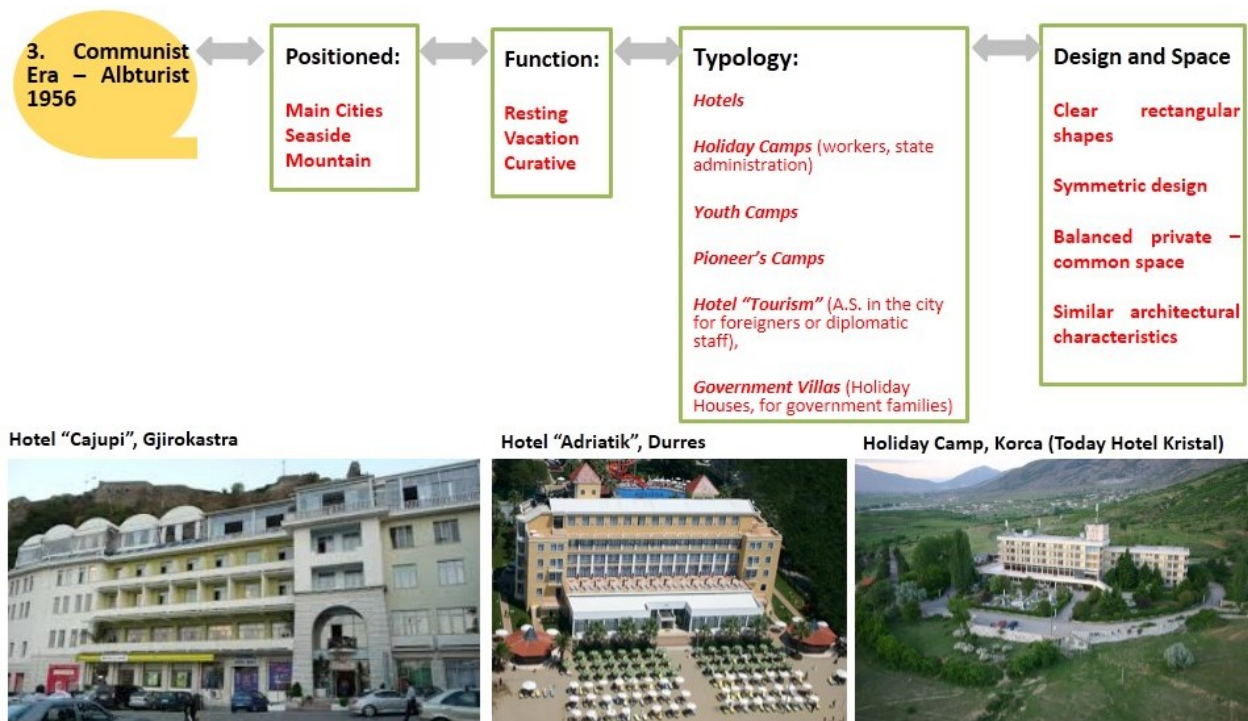 3. Communist
Era – Albturist
1956
Positioned:
Main Cities
Seaside
Mountain
Function:
Resting
Vacation
Curative
Typology:
Hotels
Holiday Camps (workers, state
administration)
Youth Camps
Pioneer's Camps
Hotel "Tourism" (A.S. in the city
for foreigners or diplomatic
staff),
Government Villas (Holiday
Houses, for government families)
Design and Space
Clear rectangular
shapes
Symmetric design
Balanced private –
common space
Similar architectural
characteristics
Hotel "Cajupi", Gjirokastra
Hotel "Adriatik", Durres
Holiday Camp, Korca (Today Hotel Kristal)